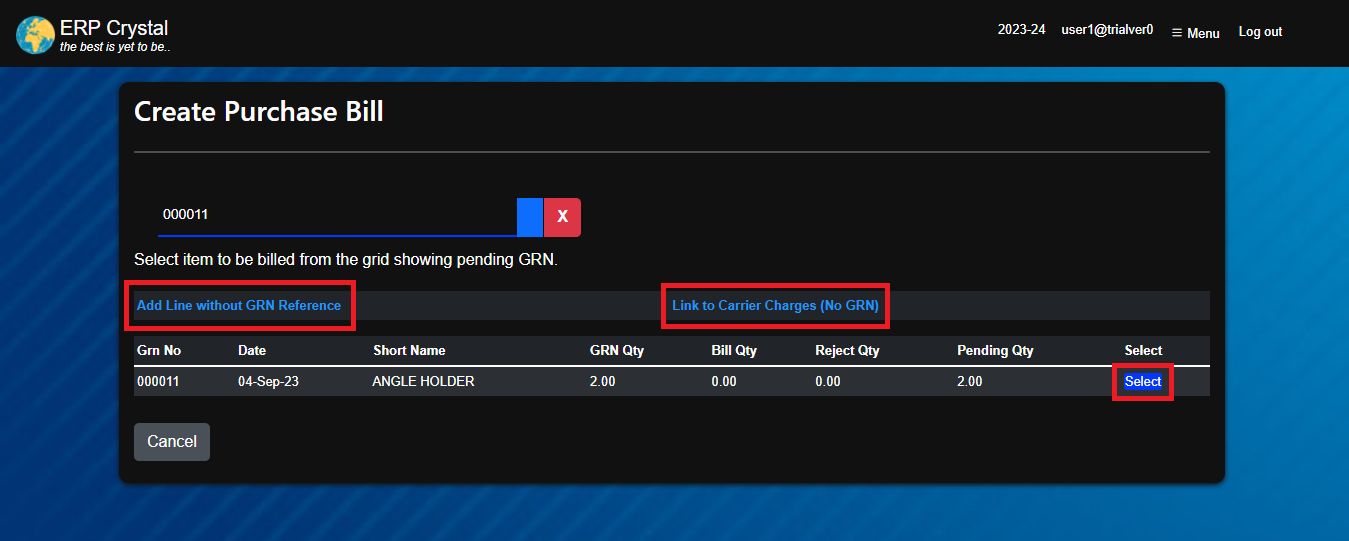 ERP Crystal
the best is yet to be..
2023-24 user1@trialver0 ☰ Menu Log out
Create Purchase Bill
000011 X
Select item to be billed from the grid showing pending GRN.
Add Line without GRN Reference Link to Carrier Charges (No GRN)
Grn No Date Short Name GRN Qty Bill Qty Reject Qty Pending Qty Select
000011 04-Sep-23 ANGLE HOLDER 2.00 0.00 0.00 2.00 Select
Cancel